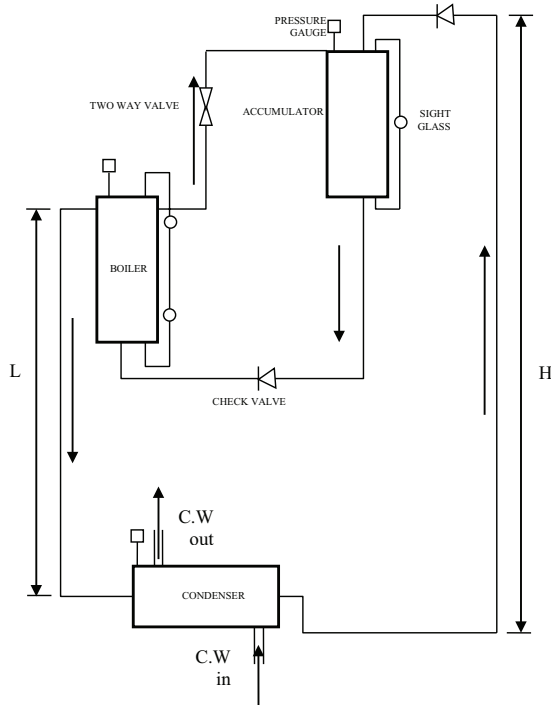 PRESSURE
GAUGE
TWO WAY VALVE
ACCUMULATOR
SIGHT
GLASS
BOILER
L
H
CHECK VALVE
C.W
out
CONDENSER
C.W
in